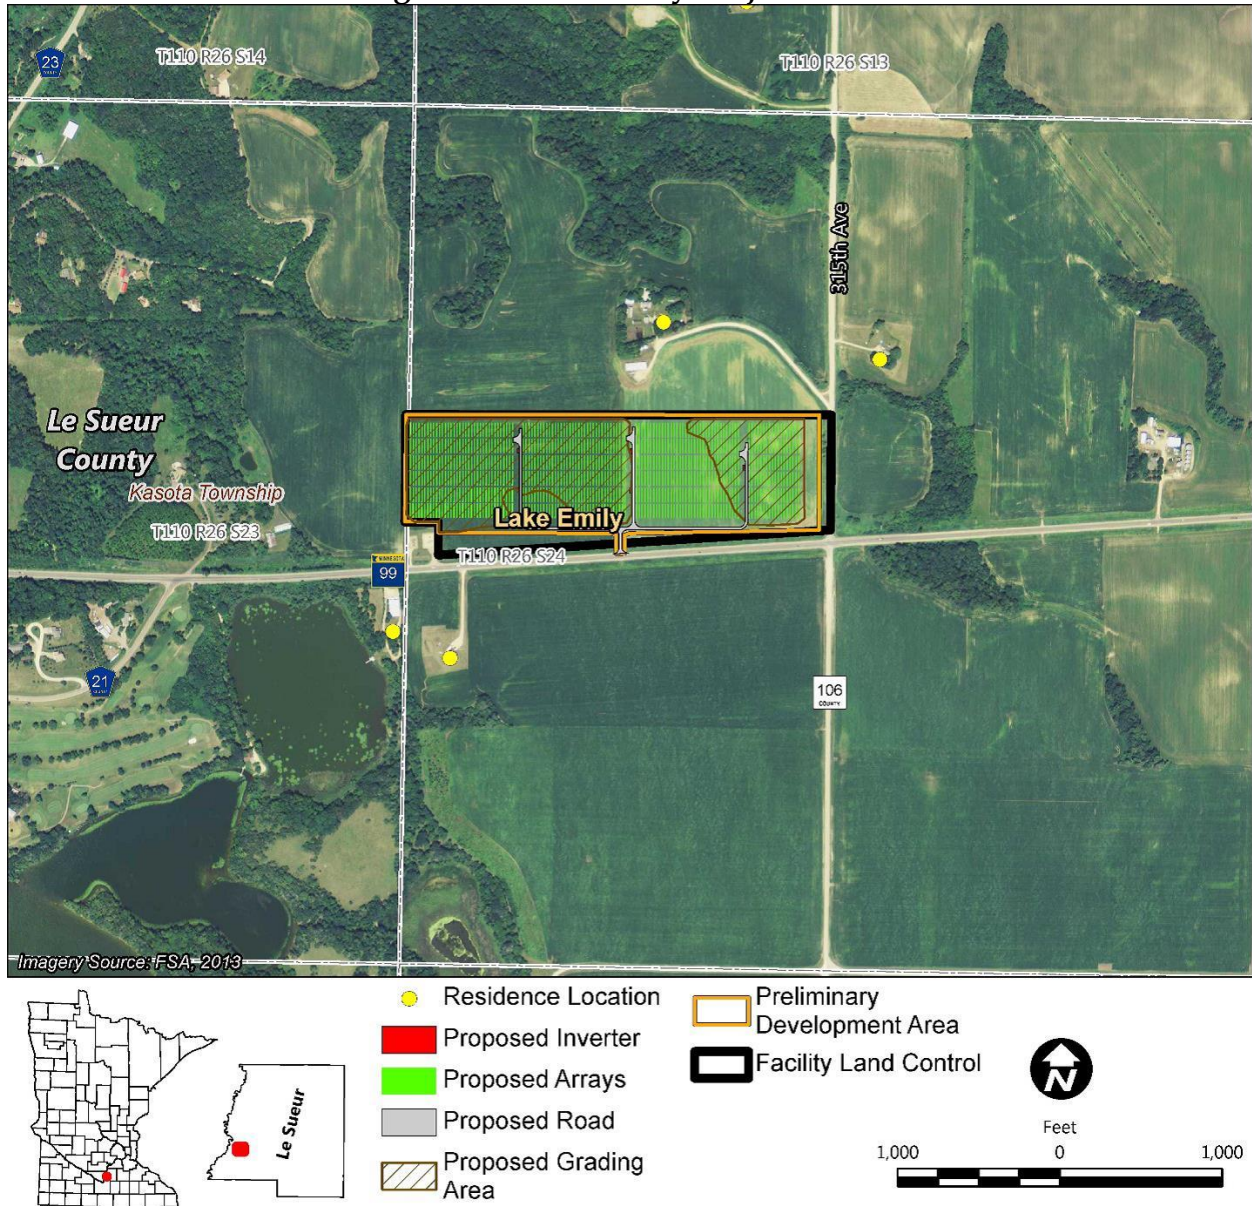 T110 R26 S14
T110 R26 S13
23
315th Ave
Le Sueur
County
Kasota Township
T110 R26 S23
Lake Emily
T110 R26 S24
MINNESOTA
99
21
106
COUNTY
Imagery Source: FSA, 2013
Residence Location
Proposed Inverter
Proposed Arrays
Proposed Road
Proposed Grading
Area
Preliminary
Development Area
Facility Land Control
Le Sueur
N
Feet
1,000 0 1,000